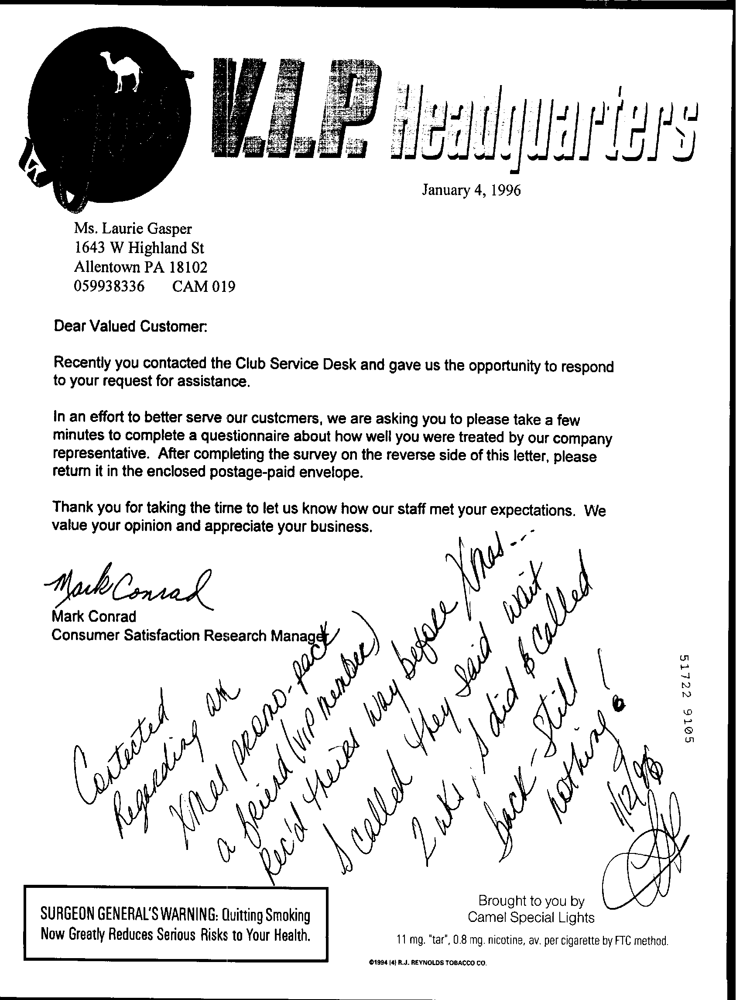 V.I.P. Headquarters
January 4, 1996
Ms. Laurie Gasper
1643 W Highland St
Allentown PA 18102
059938336 CAM 019
Dear Valued Customer:
Recently you contacted the Club Service Desk and gave us the opportunity to respond
to your request for assistance.
In an effort to better serve our customers, we are asking you to please take a few
minutes to complete a questionnaire about how well you were treated by our company
representative. After completing the survey on the reverse side of this letter, please
return it in the enclosed postage-paid envelope.
Thank you for taking the time to let us know how our staff met your expectations. We
value your opinion and appreciate your business.
Mark Conrad
Mark Conrad
Consumer Satisfaction Research Manager
Contacted
Regarding an
Xmas promo-pack
a friend (VIP member)
Rec'd theirs way before Xmas...
I called they said wait
2 wks, I did & called
back - still
nothing!
1/12/96
51722 9105
SURGEON GENERAL'S WARNING: Quitting Smoking
Now Greatly Reduces Serious Risks to Your Health.
Brought to you by
Camel Special Lights
11 mg. "tar", 0.8 mg. nicotine, av. per cigarette by FTC method.
©1994 (4) R.J. REYNOLDS TOBACCO CO.